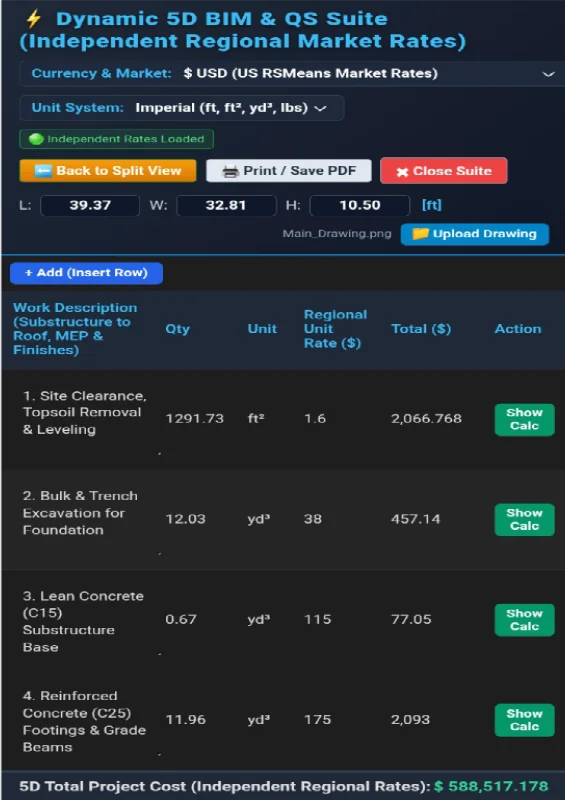 ⚡ Dynamic 5D BIM & QS Suite
(Independent Regional Market Rates)
Currency & Market: $ USD (US RSMeans Market Rates)
Unit System: Imperial (ft, ft², yd³, lbs)
Independent Rates Loaded
Back to Split View
Print / Save PDF
✖ Close Suite
L: 39.37 W: 32.81 H: 10.50 [ft]
Main_Drawing.png
Upload Drawing
+ Add (Insert Row)
Work Description
(Substructure to
Roof, MEP &
Finishes)
Qty
Unit
Regional
Unit
Rate ($)
Total ($)
Action
1. Site Clearance,
Topsoil Removal
& Leveling
1291.73
ft²
1.6
2,066.768
Show
Calc
2. Bulk & Trench
Excavation for
Foundation
12.03
yd³
38
457.14
Show
Calc
3. Lean Concrete
(C15)
Substructure
Base
0.67
yd³
115
77.05
Show
Calc
4. Reinforced
Concrete (C25)
Footings & Grade
Beams
11.96
yd³
175
2,093
Show
Calc
5D Total Project Cost (Independent Regional Rates): $ 588,517.178